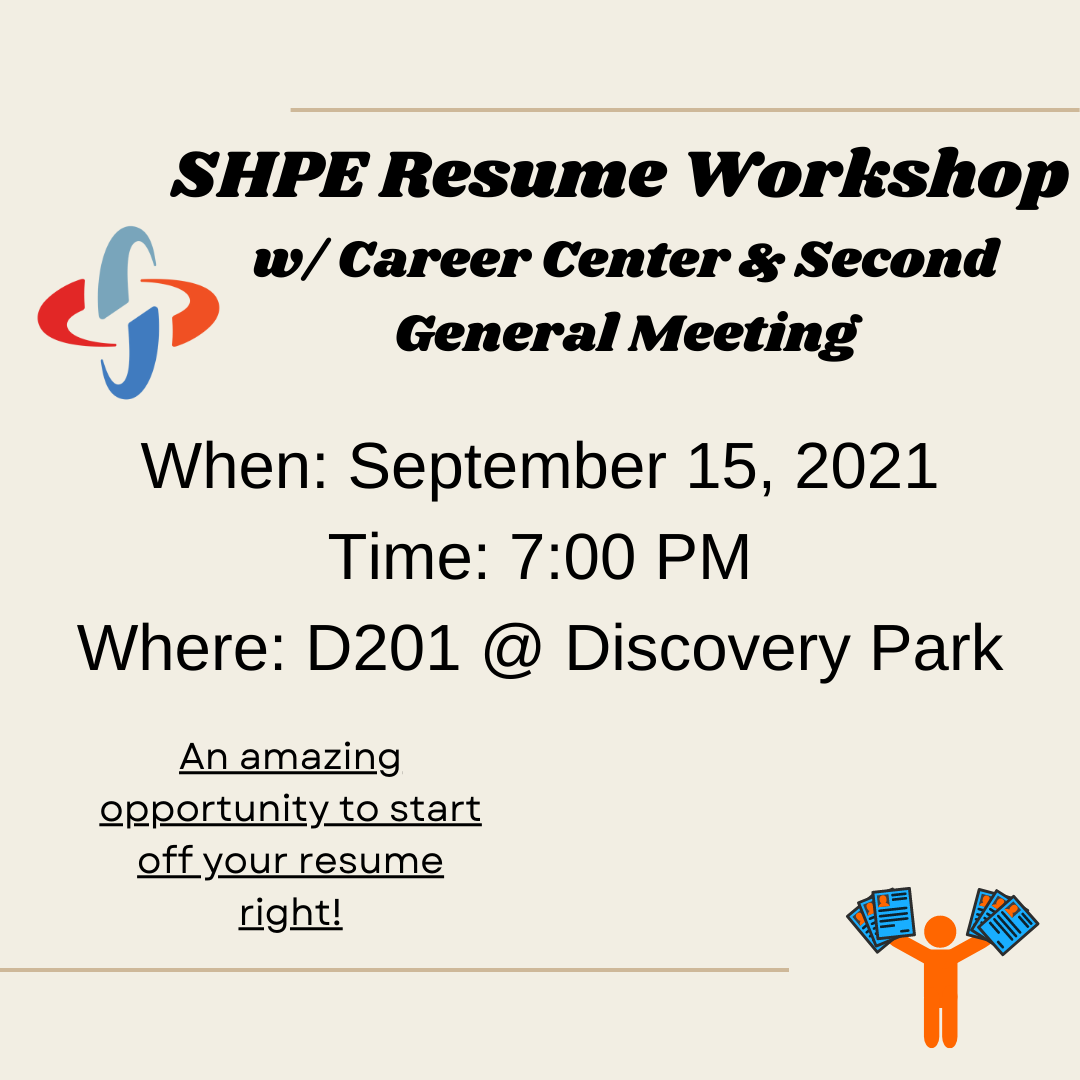 SHPE Resume Workshop
w/ Career Center & Second
General Meeting
When: September 15, 2021
Time: 7:00 PM
Where: D201 @ Discovery Park
An amazing
opportunity to start
off your resume
right!